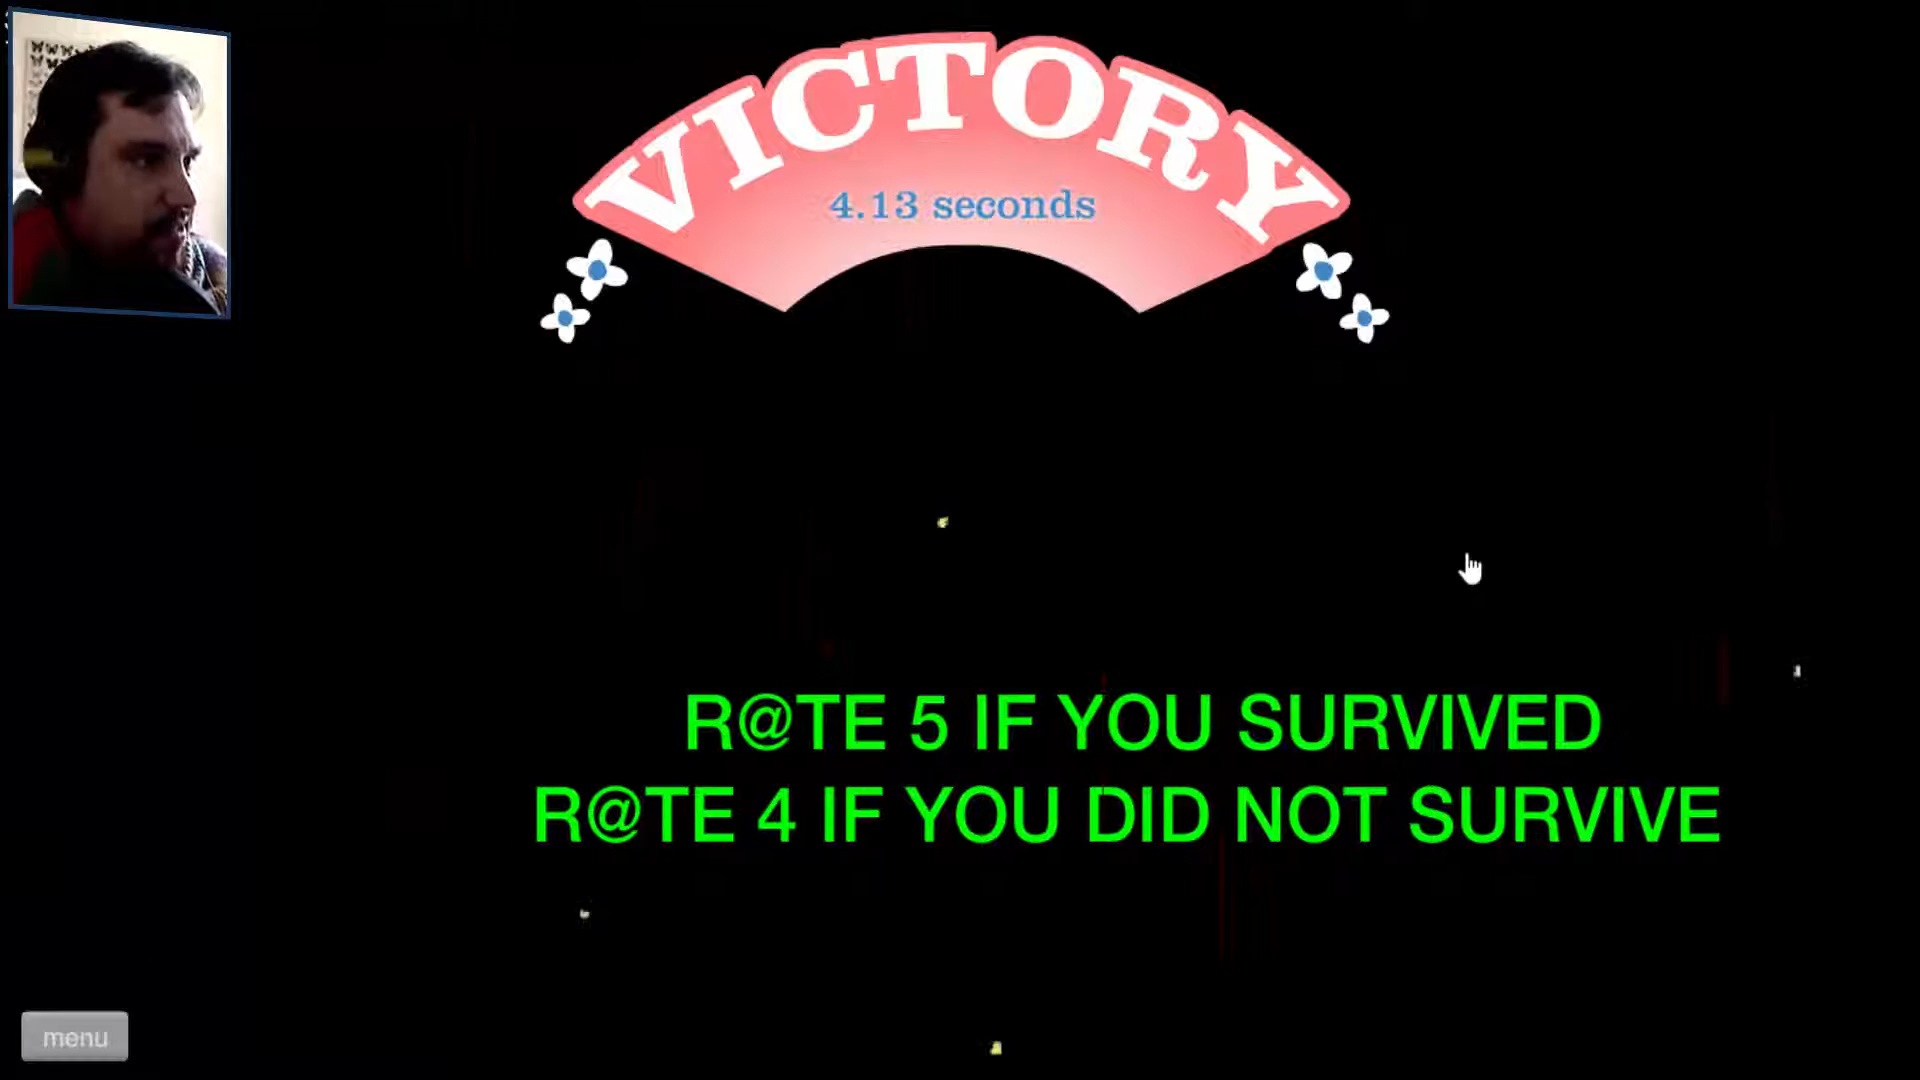 VICTORY
4.13 seconds
R@TE 5 IF YOU SURVIVED
R@TE 4 IF YOU DID NOT SURVIVE
menu